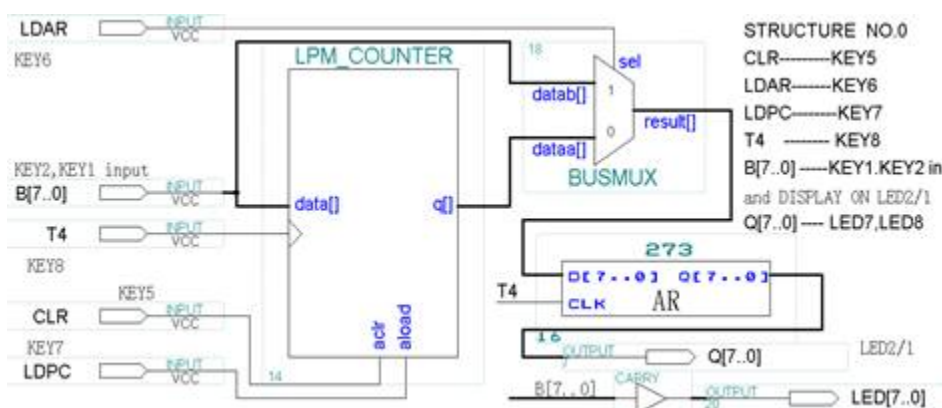 LDAR
INPUT
VCC
KEY6
LPM_COUNTER
18
sel
datab[]
1
0
dataa[]
result[]
BUSMUX
STRUCTURE NO.0
CLR---------KEY5
LDAR-------KEY6
LDPC--------KEY7
T4 -------- KEY8
B[7..0] -----KEY1.KEY2 in
and DISPLAY ON LED2/1
Q[7..0] ---- LED7,LED8
KEY2,KEY1 input
B[7..0]
INPUT
VCC
data[]
q[]
T4
INPUT
VCC
KEY8
KEY5
CLR
INPUT
VCC
KEY7
LDPC
INPUT
VCC
aclr
aload
14
273
D[7..0] Q[7..0]
T4
CLK
AR
16
OUTPUT
Q[7..0]
LED2/1
B[7..0]
CARRY
OUTPUT
20
LED[7..0]